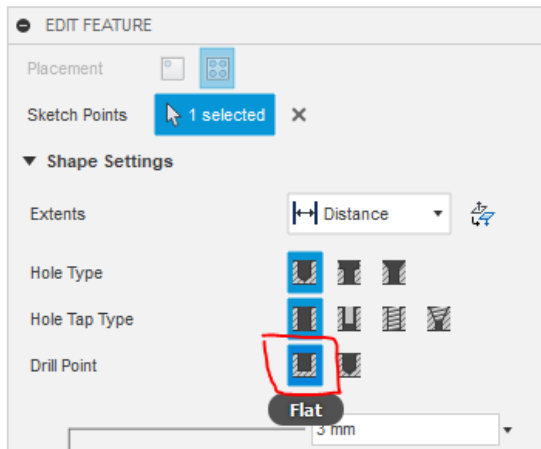 EDIT FEATURE
Placement
Sketch Points 1 selected
Shape Settings
Extents Distance
Hole Type
Hole Tap Type
Drill Point
Flat
3 mm